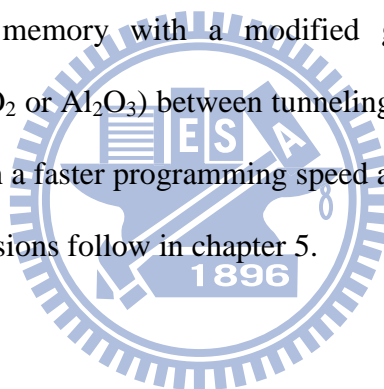 memory with a modified g
O₂ or Al₂O₃) between tunneling
n a faster programming speed a
sions follow in chapter 5.
ES A
1896